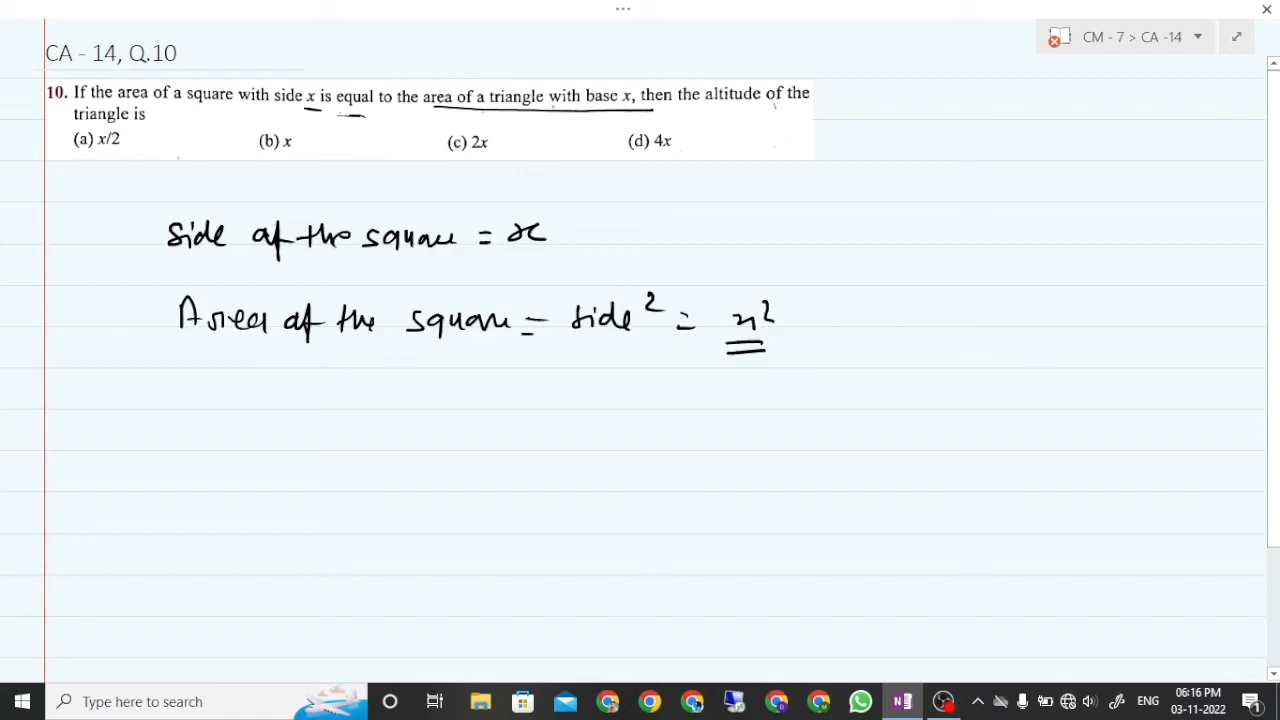 CM - 7 > CA -14
CA - 14, Q.10
10. If the area of a square with side x is equal to the area of a triangle with base x, then the altitude of the
triangle is
(a) x/2 (b) x (c) 2x (d) 4x
Side of the square = x
Area of the square = side² = x²
Type here to search
ENG
06:16 PM
03-11-2022
1